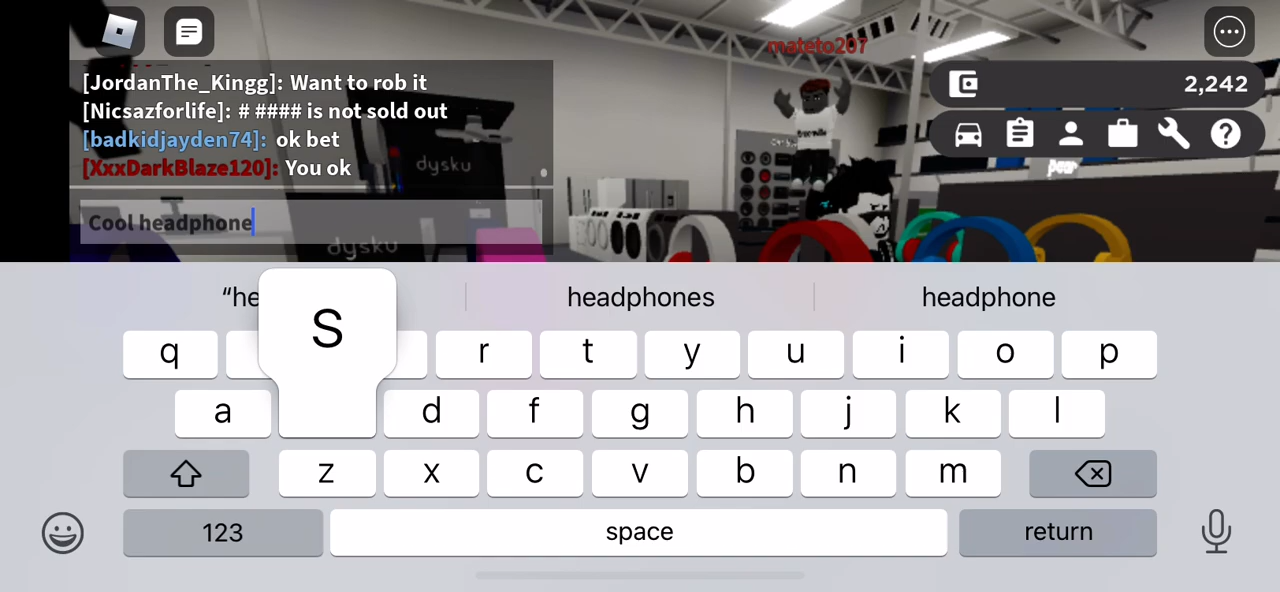 mateto207
[JordanThe_Kingg]: Want to rob it
[Nicsazforlife]: # #### is not sold out
[badkidjayden74]: ok bet
[XxxDarkBlaze120]: You ok
2,242
dysku
Cool headphone
dysku
“he
headphones
headphone
S
q
r
t
y
u
i
o
p
a
d
f
g
h
j
k
l
z
x
c
v
b
n
m
123
space
return